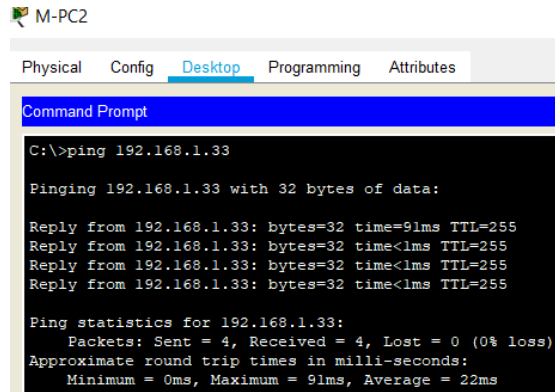 M-PC2
Physical Config Desktop Programming Attributes
Command Prompt
C:\>ping 192.168.1.33
Pinging 192.168.1.33 with 32 bytes of data:
Reply from 192.168.1.33: bytes=32 time=91ms TTL=255
Reply from 192.168.1.33: bytes=32 time<1ms TTL=255
Reply from 192.168.1.33: bytes=32 time<1ms TTL=255
Reply from 192.168.1.33: bytes=32 time<1ms TTL=255
Ping statistics for 192.168.1.33:
Packets: Sent = 4, Received = 4, Lost = 0 (0% loss)
Approximate round trip times in milli-seconds:
Minimum = 0ms, Maximum = 91ms, Average = 22ms